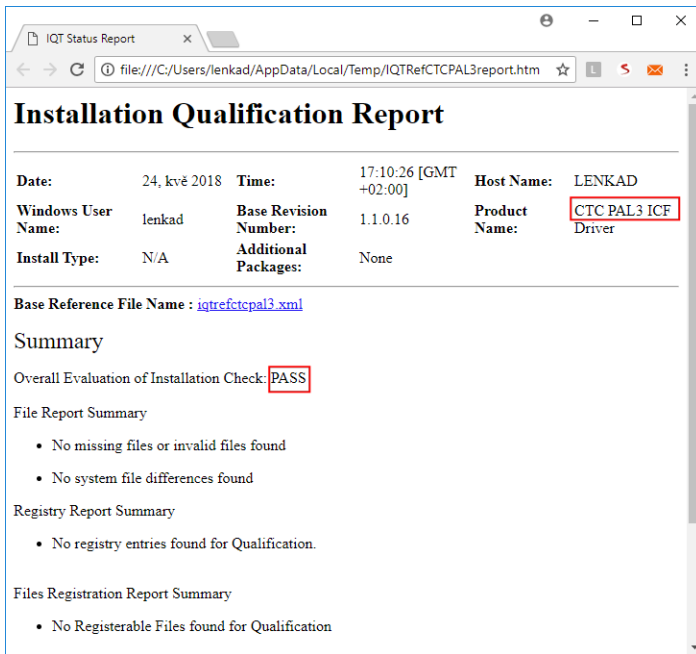 IQT Status Report
file:///C:/Users/lenkad/AppData/Local/Temp/IQTRefCTCPAL3report.htm
Installation Qualification Report
Date: 24, kvě 2018 Time: 17:10:26 [GMT +02:00] Host Name: LENKAD
Windows User Name: lenkad Base Revision Number: 1.1.0.16 Product Name: CTC PAL3 ICF Driver
Install Type: N/A Additional Packages: None
Base Reference File Name : iqtrefctcpal3.xml
Summary
Overall Evaluation of Installation Check: PASS
File Report Summary
• No missing files or invalid files found
• No system file differences found
Registry Report Summary
• No registry entries found for Qualification.
Files Registration Report Summary
• No Registerable Files found for Qualification